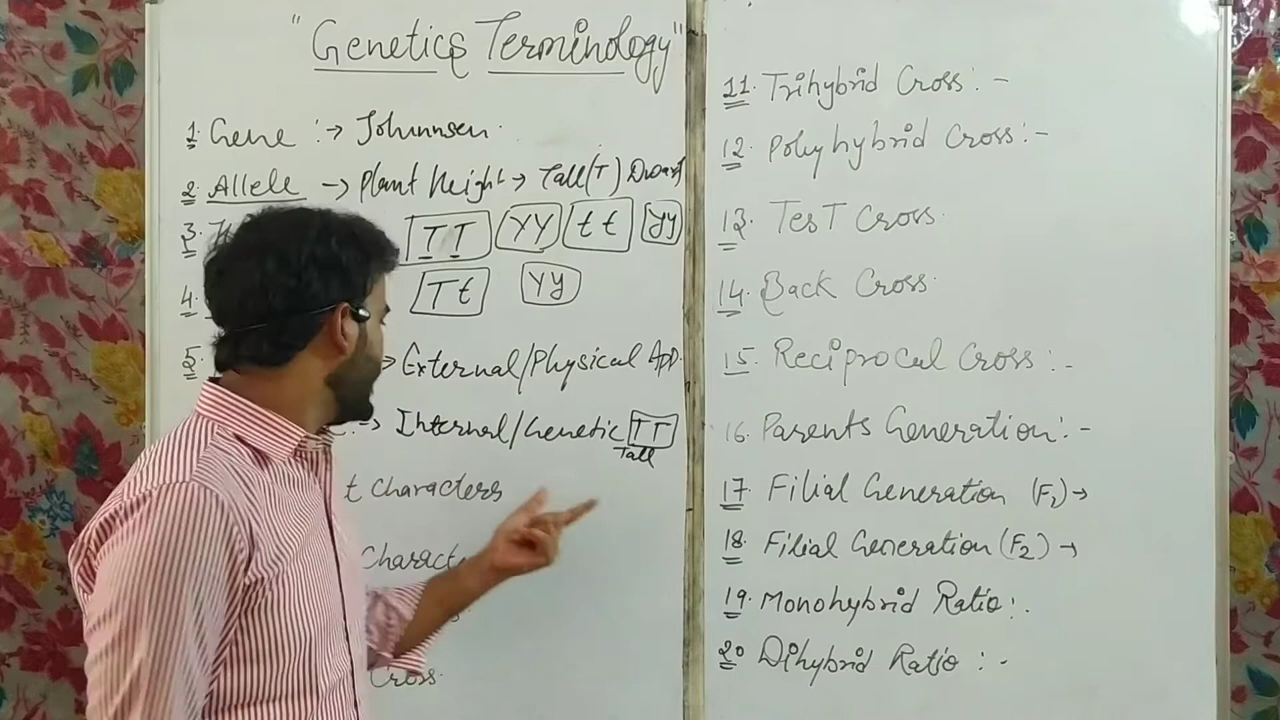 "Genetics Terminology"
1. Gene :→ Johnnsen.
2. Allele → Plant Height → Tall(T) Dwarf
3. TT YY tt yy
4. Tt Yy
5. → External/Physical App.
→ Internal/Genetic TT
Tall
t characters
Charact
Cross.
11. Trihybrid Cross :-
12. Polyhybrid Cross :-
13. Test Cross.
14. Back Cross.
15. Reciprocal Cross :-
16. Parents Generation :-
17. Filial Generation (F1) →
18. Filial Generation (F2) →
19. Monohybrid Ratio :.
20 Dihybrid Ratio :-